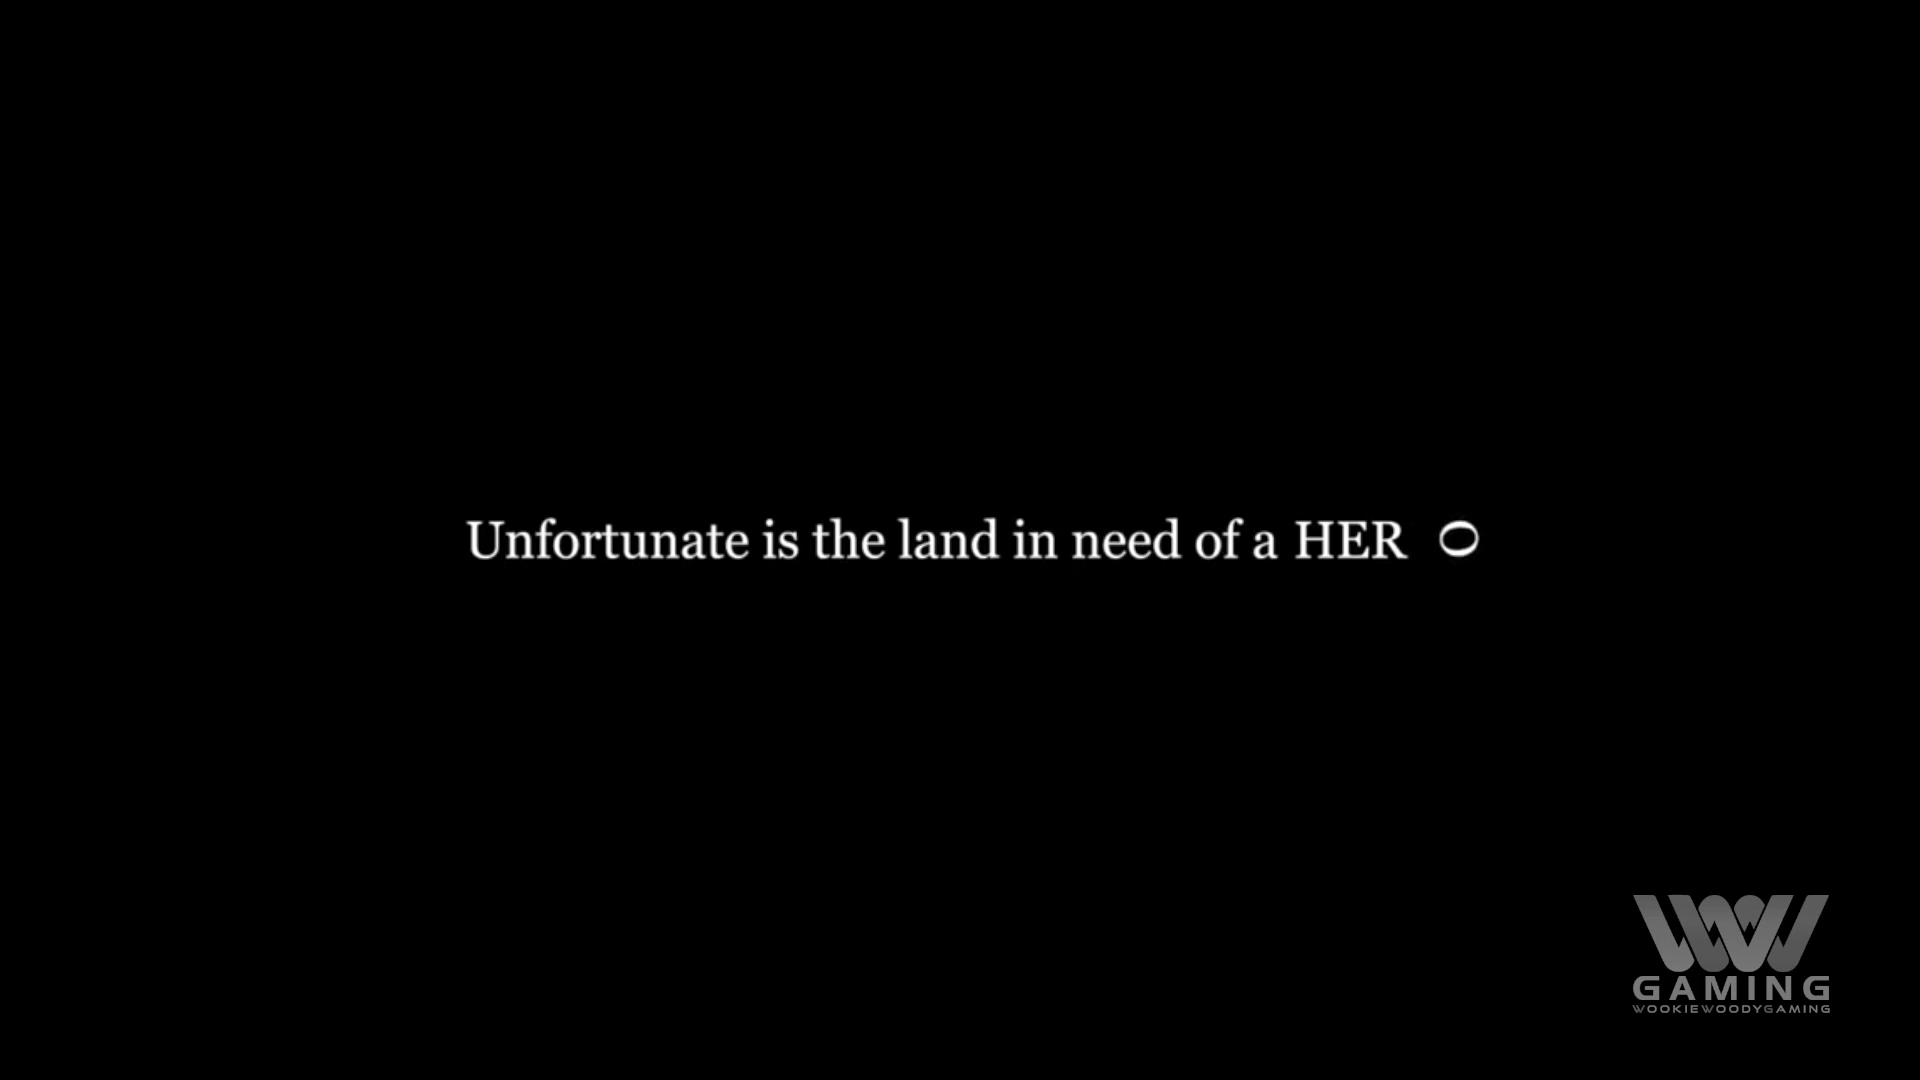 Unfortunate is the land in need of a HER O
W
GAMING
WOOKIEWOODYGAMING